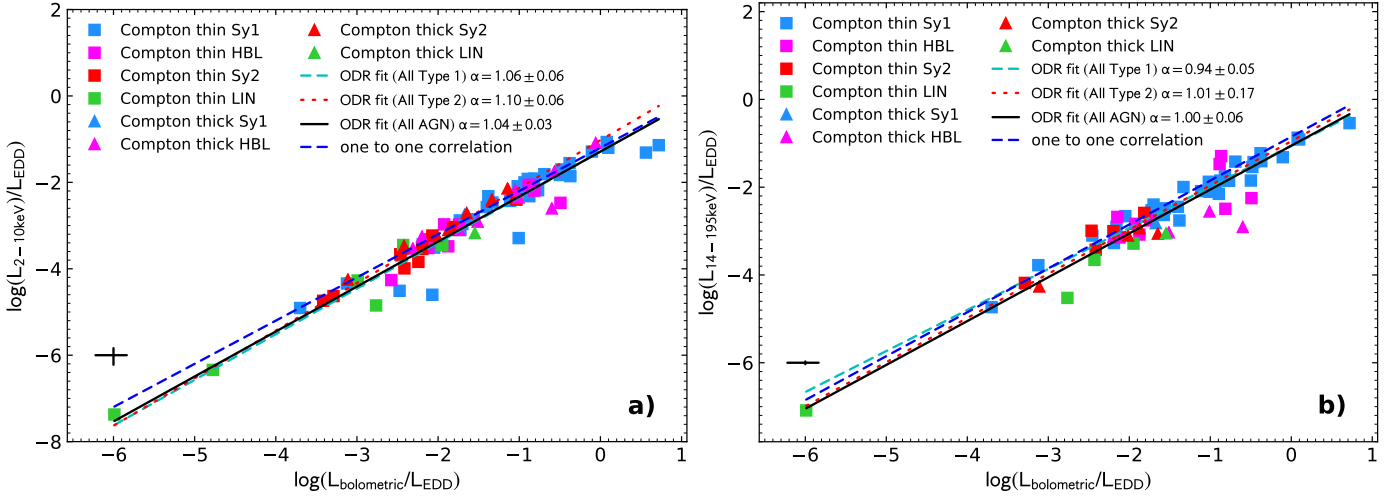 Compton thin Sy1
Compton thin HBL
Compton thin Sy2
Compton thin LIN
Compton thick Sy1
Compton thick HBL
Compton thick Sy2
Compton thick LIN
ODR fit (All Type 1) α = 1.06 ± 0.06
ODR fit (All Type 2) α = 1.10 ± 0.06
ODR fit (All AGN) α = 1.04 ± 0.03
one to one correlation
log(L2−10keV)/LEDD)
2
0
−2
−4
−6
−8
a)
−6 −5 −4 −3 −2 −1 0 1
log(Lbolometric/LEDD)
Compton thin Sy1
Compton thin HBL
Compton thin Sy2
Compton thin LIN
Compton thick Sy1
Compton thick HBL
Compton thick Sy2
Compton thick LIN
ODR fit (All Type 1) α = 0.94 ± 0.05
ODR fit (All Type 2) α = 1.01 ± 0.17
ODR fit (All AGN) α = 1.00 ± 0.06
one to one correlation
log(L14−195keV)/LEDD)
2
0
−2
−4
−6
b)
−6 −5 −4 −3 −2 −1 0 1
log(Lbolometric/LEDD)